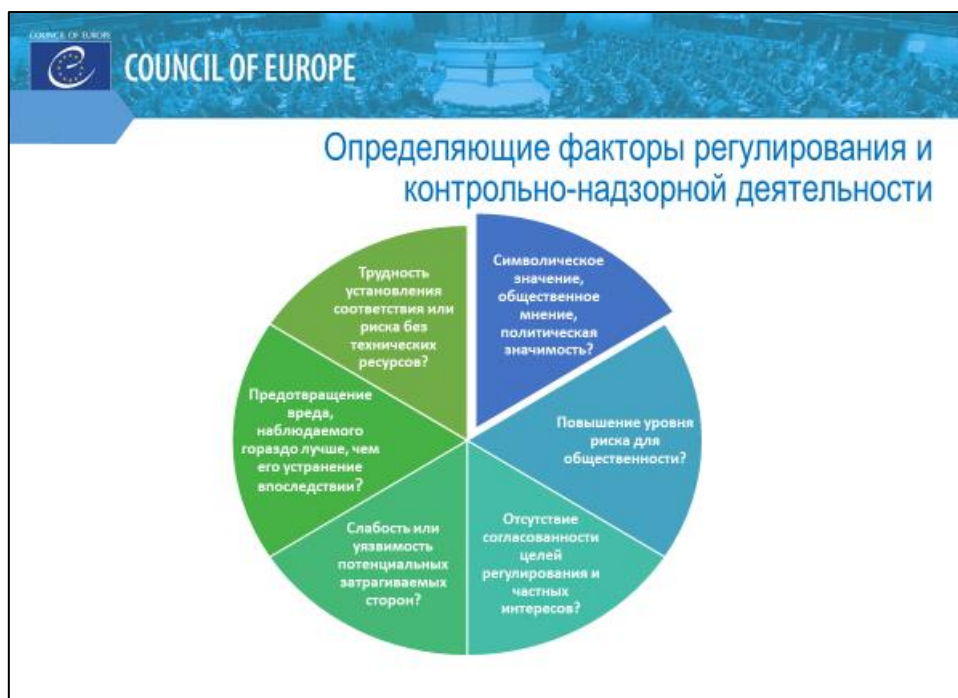 COUNCIL OF EUROPE
COUNCIL OF EUROPE
Определяющие факторы регулирования и
контрольно-надзорной деятельности
Символическое
значение,
общественное
мнение,
политическая
значимость?
Повышение уровня
риска для
общественности?
Отсутствие
согласованности
целей
регулирования и
частных
интересов?
Слабость или
уязвимость
потенциальных
затрагиваемых
сторон?
Предотвращение
вреда,
наблюдаемого
гораздо лучше, чем
его устранение
впоследствии?
Трудность
установления
соответствия или
риска без
технических
ресурсов?